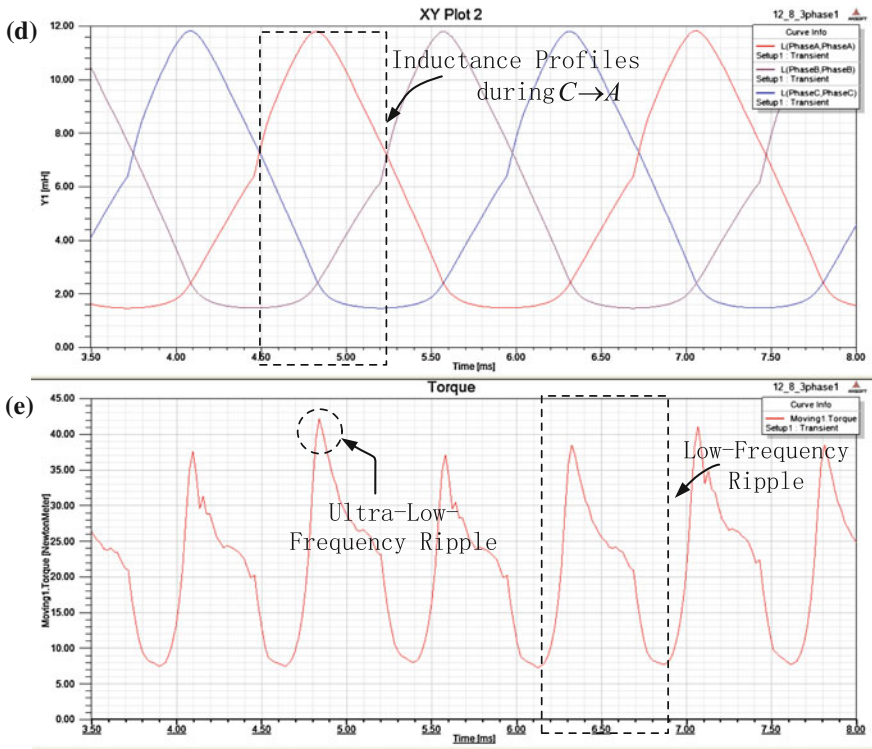 (d)
XY Plot 2
12_8_3phase1
ANSOFT
Curve Info
L(PhaseA,PhaseA)
Setup1 : Transient
L(PhaseB,PhaseB)
Setup1 : Transient
L(PhaseC,PhaseC)
Setup1 : Transient
Inductance Profiles
during C→A
Y1 [mH]
12.00
10.00
8.00
6.00
4.00
2.00
0.00
3.50 4.00 4.50 5.00 5.50 6.00 6.50 7.00 7.50 8.00
Time [ms]
(e)
Torque
12_8_3phase1
ANSOFT
Curve Info
Moving1.Torque
Setup1 : Transient
Low-Frequency
Ripple
Ultra-Low-
Frequency Ripple
Moving1.Torque [NewtonMeter]
45.00
40.00
35.00
30.00
25.00
20.00
15.00
10.00
5.00
0.00
3.50 4.00 4.50 5.00 5.50 6.00 6.50 7.00 7.50 8.00
Time [ms]